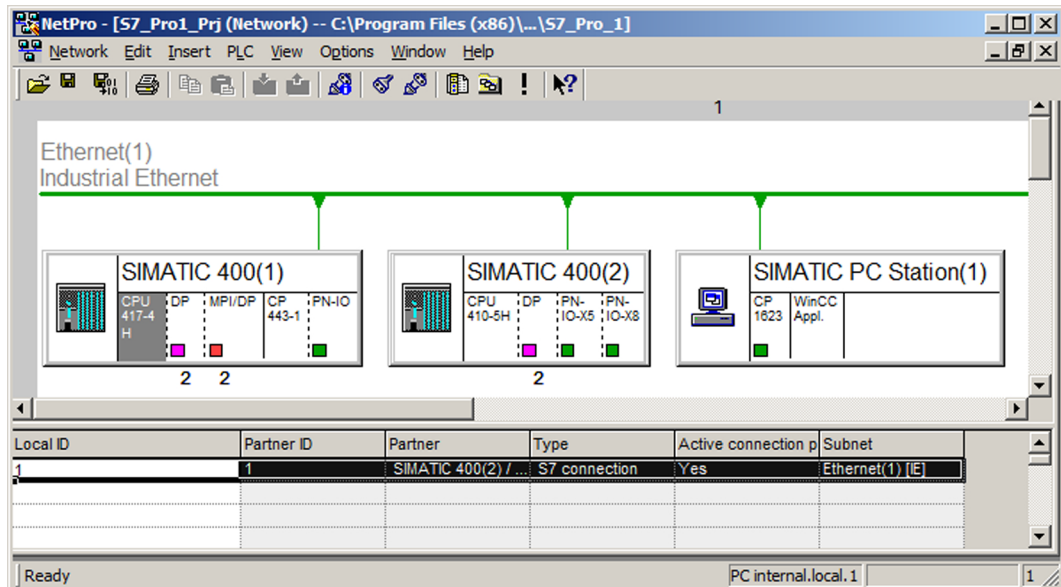 NetPro - [S7_Pro1_Prj (Network) -- C:\Program Files (x86)\...\S7_Pro_1]
Network Edit Insert PLC View Options Window Help
1
Ethernet(1)
Industrial Ethernet
SIMATIC 400(1)
CPU 417-4 H
DP
MPI/DP
CP 443-1
PN-IO
2 2
SIMATIC 400(2)
CPU 410-5H
DP
PN-IO-X5
PN-IO-X8
2
SIMATIC PC Station(1)
CP 1623
WinCC Appl.
Local ID Partner ID Partner Type Active connection p Subnet
1 1 SIMATIC 400(2) / ... S7 connection Yes Ethernet(1) [IE]
Ready PC internal.local.1 1